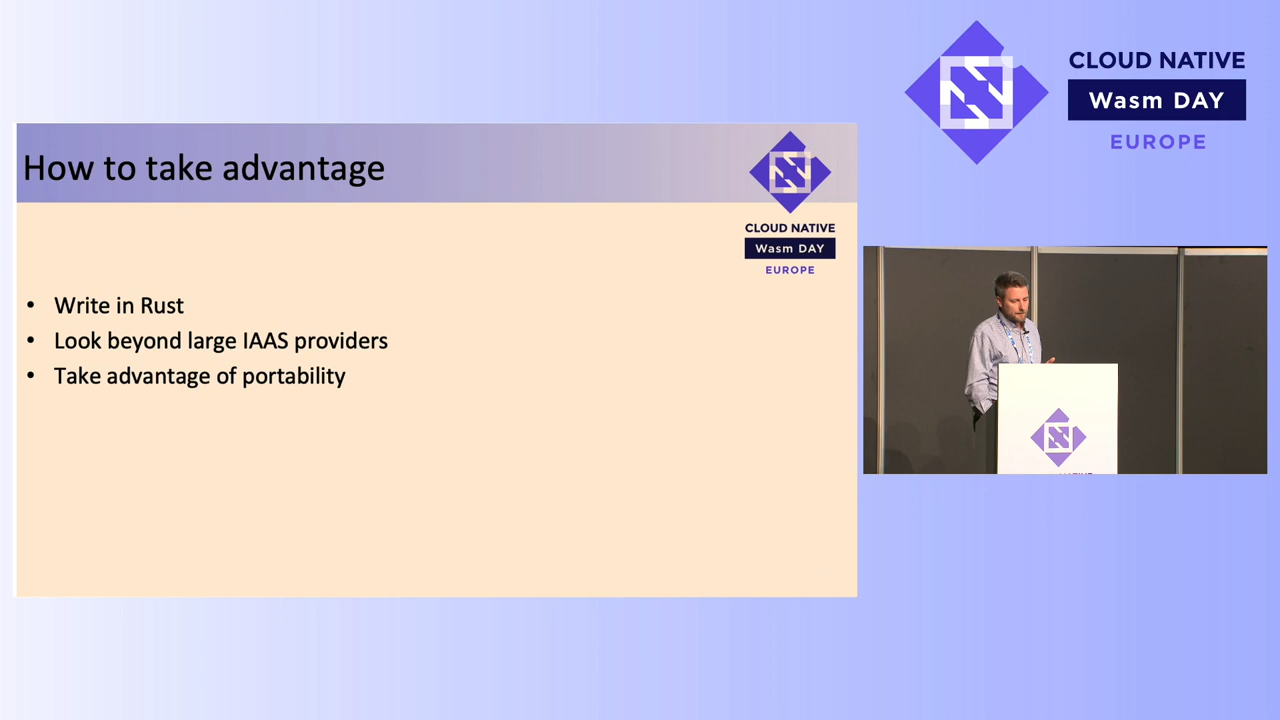 CLOUD NATIVE
Wasm DAY
EUROPE
How to take advantage
CLOUD NATIVE
Wasm DAY
EUROPE
• Write in Rust
• Look beyond large IAAS providers
• Take advantage of portability